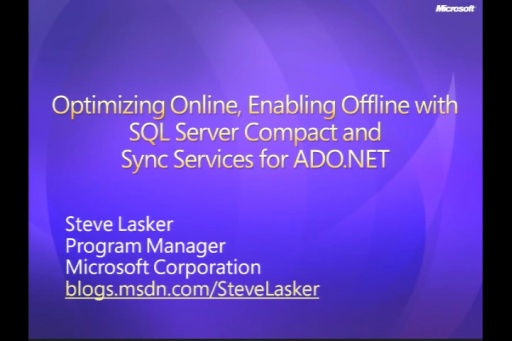 Microsoft
Optimizing Online, Enabling Offline with
SQL Server Compact and
Sync Services for ADO.NET
Steve Lasker
Program Manager
Microsoft Corporation
blogs.msdn.com/SteveLasker